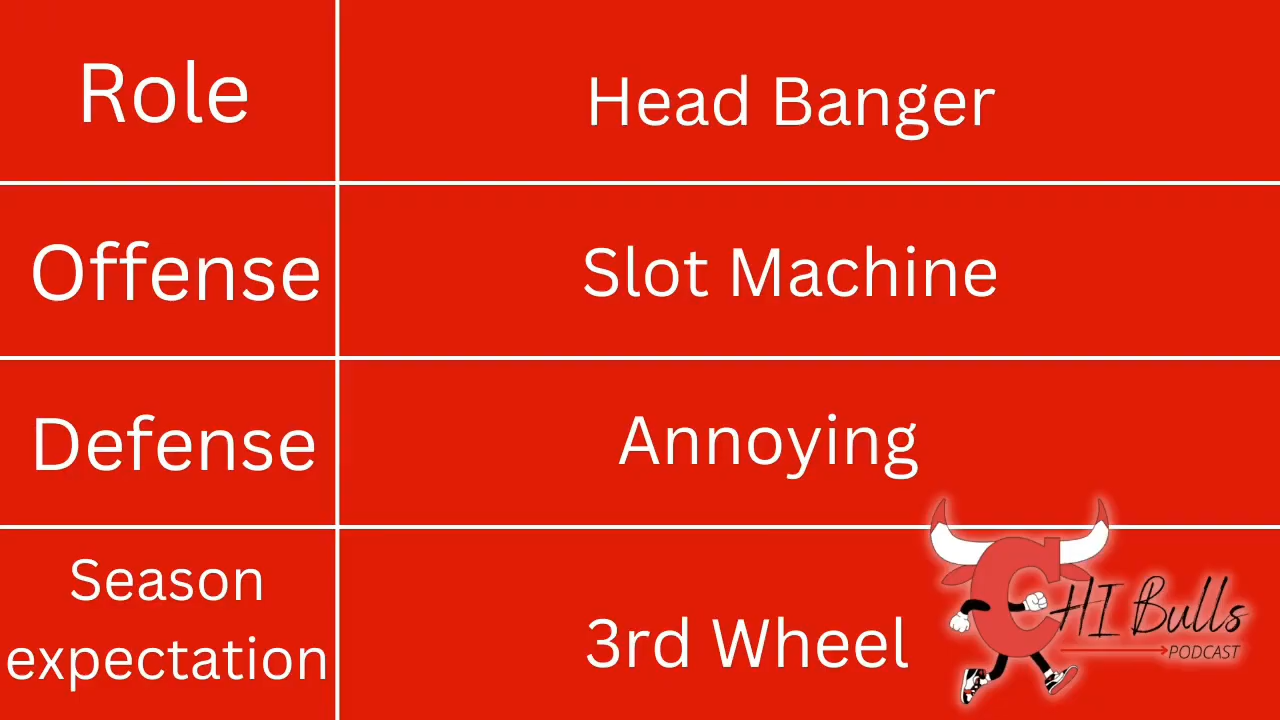 Role
Head Banger
Offense
Slot Machine
Defense
Annoying
Season
expectation
3rd Wheel
CHI Bulls
PODCAST